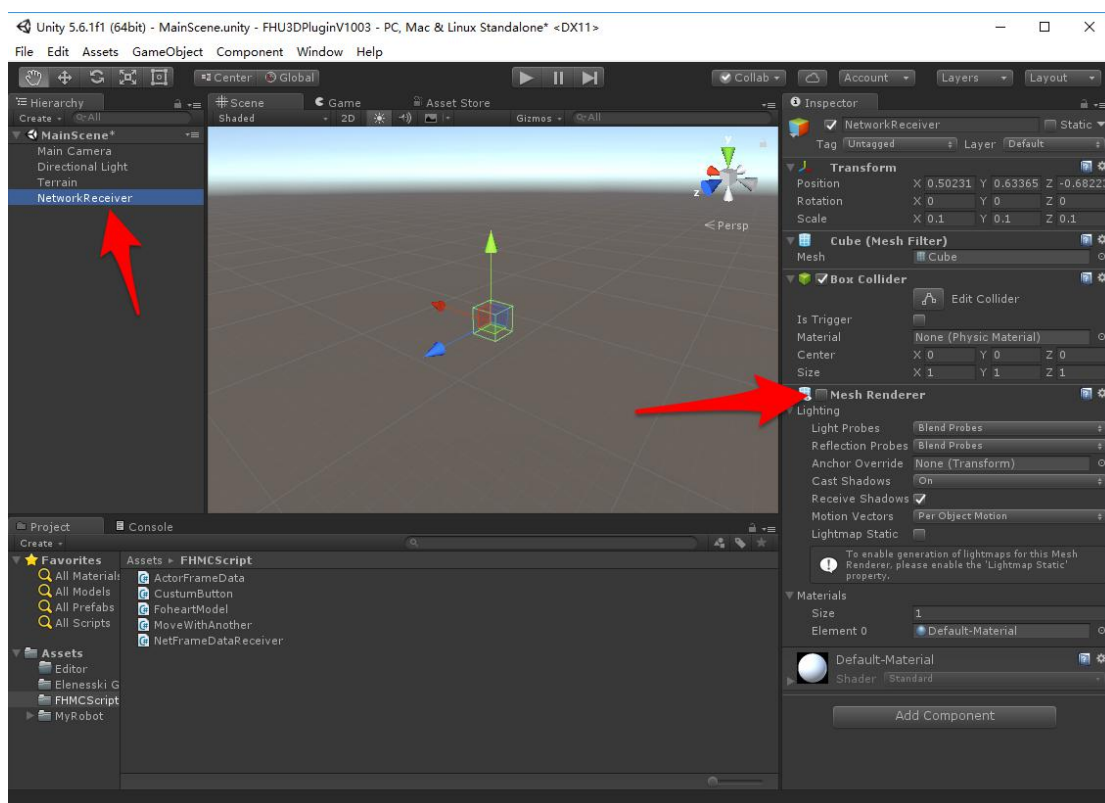 Unity 5.6.1f1 (64bit) - MainScene.unity - FHU3DPluginV1003 - PC, Mac & Linux Standalone* <DX11>
File Edit Assets GameObject Component Window Help
Center Global Collab Account Layers Layout
Hierarchy
Create All
MainScene*
Main Camera
Directional Light
Terrain
NetworkReceiver
Scene Game Asset Store
Shaded 2D Gizmos All
y
z
Persp
Inspector
NetworkReceiver Static
Tag Untagged Layer Default
Transform
Position X 0.50231 Y 0.63365 Z -0.6822
Rotation X 0 Y 0 Z 0
Scale X 0.1 Y 0.1 Z 0.1
Cube (Mesh Filter)
Mesh Cube
Box Collider
Edit Collider
Is Trigger
Material None (Physic Material)
Center X 0 Y 0 Z 0
Size X 1 Y 1 Z 1
Mesh Renderer
Lighting
Light Probes Blend Probes
Reflection Probes Blend Probes
Anchor Override None (Transform)
Cast Shadows On
Receive Shadows
Motion Vectors Per Object Motion
Lightmap Static
To enable generation of lightmaps for this Mesh
Renderer, please enable the 'Lightmap Static'
property.
Materials
Size 1
Element 0 Default-Material
Default-Material
Shader Standard
Add Component
Project Console
Create
Favorites
All Materials
All Models
All Prefabs
All Scripts
Assets
Editor
Elenesski G
FHMCScript
MyRobot
Assets FHMCScript
ActorFrameData
CustumButton
FoheartModel
MoveWithAnother
NetFrameDataReceiver